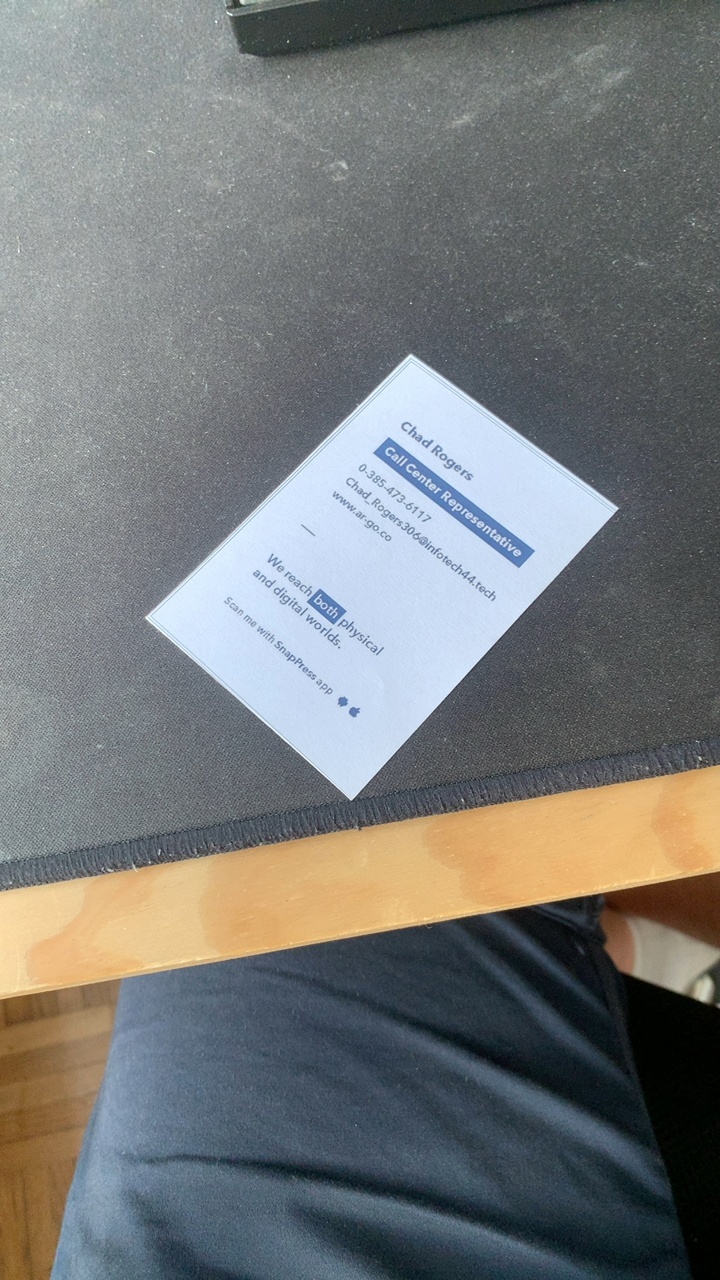 Chad Rogers
Call Center Representative
0-385-473-6117
Chad_Rogers306@infotech44.tech
www.ar-go.co
We reach both physical
and digital worlds.
Scan me with SnapPress app